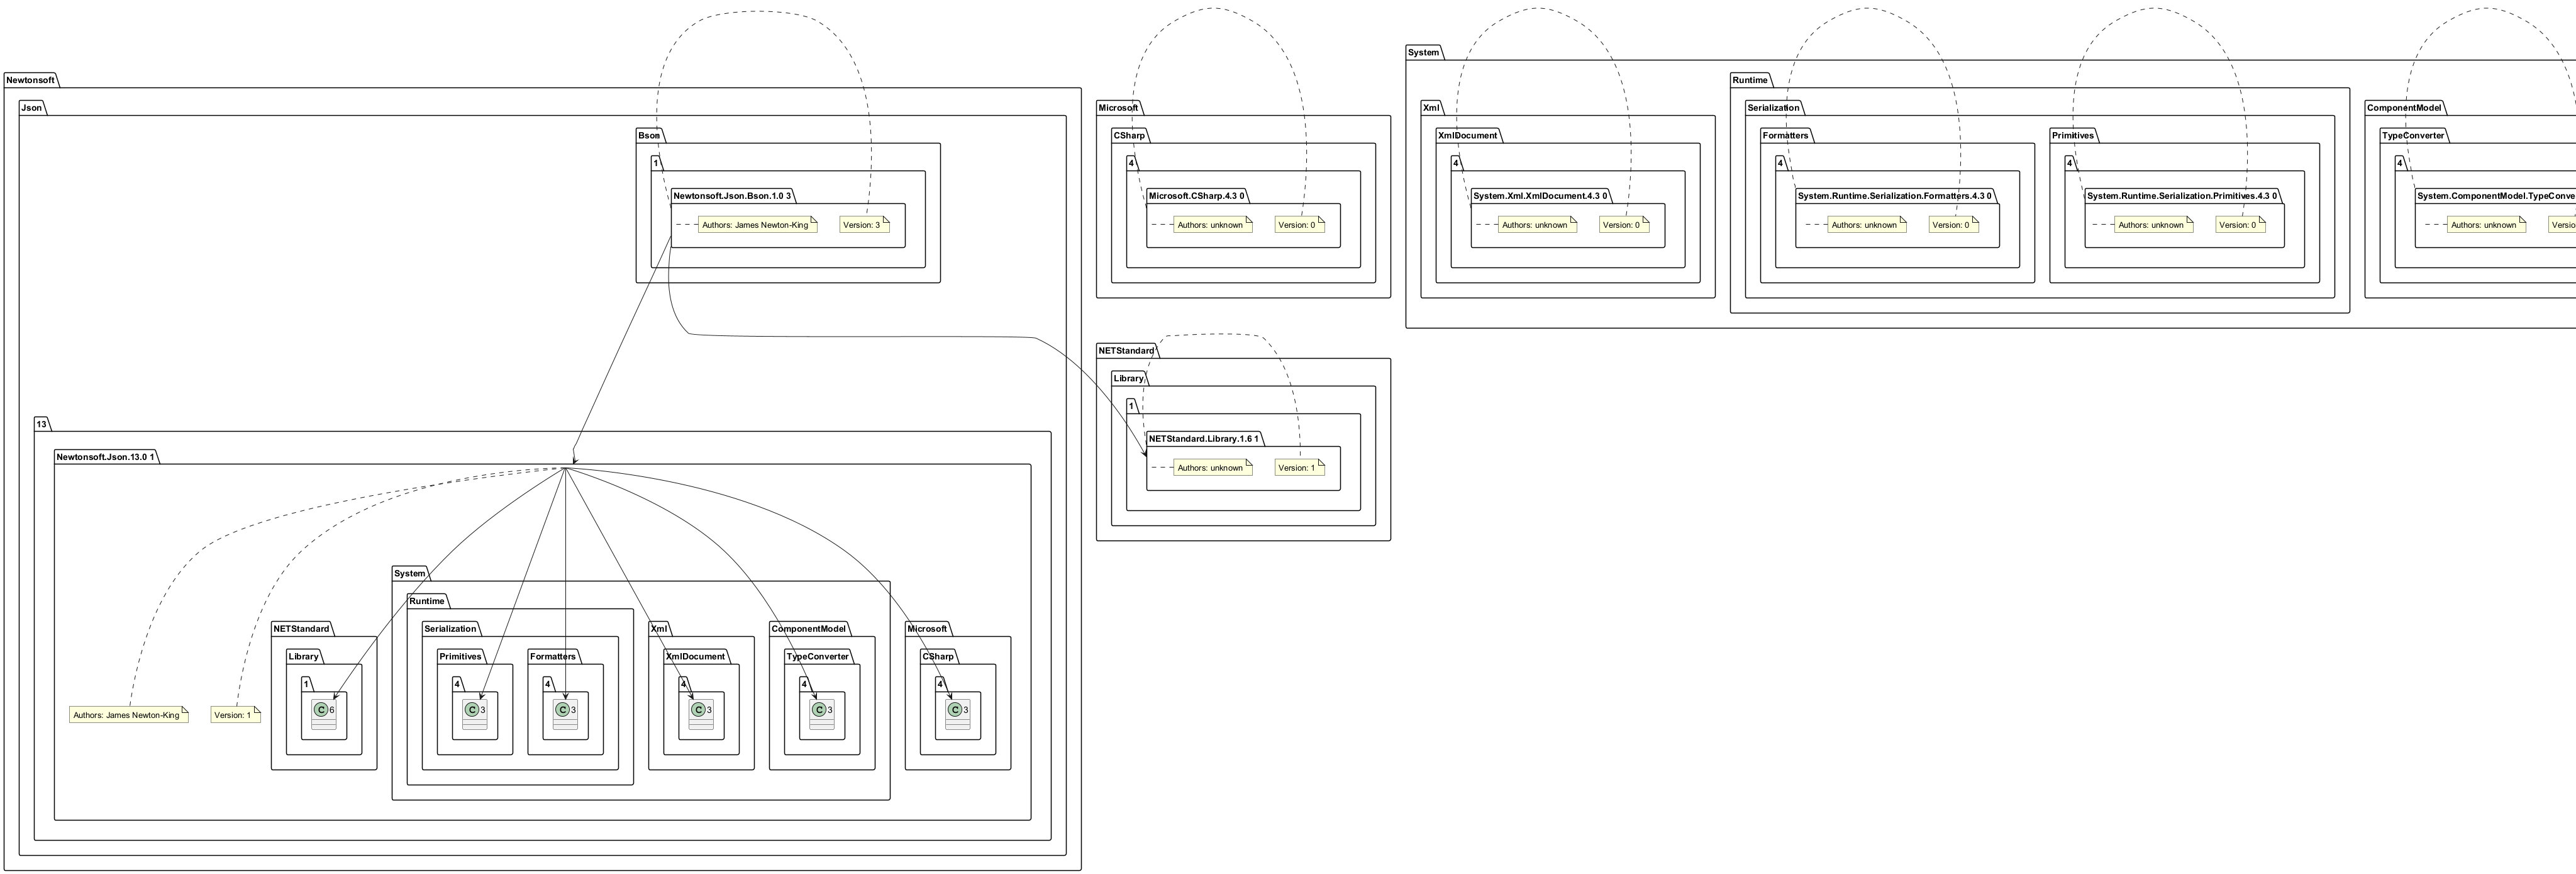 Newtonsoft
Json
Bson
1
Newtonsoft.Json.Bson.1.0 3
Authors: James Newton-King
Version: 3
13
Newtonsoft.Json.13.0 1
Authors: James Newton-King
Version: 1
NETStandard
Library
1
C 6
System
Runtime
Serialization
Primitives
4
C 3
Formatters
4
C 3
Xml
XmlDocument
4
C 3
ComponentModel
TypeConverter
4
C 3
Microsoft
CSharp
4
C 3
Microsoft
CSharp
4
Microsoft.CSharp.4.3 0
Authors: unknown
Version: 0
NETStandard
Library
1
NETStandard.Library.1.6 1
Authors: unknown
Version: 1
System
Xml
XmlDocument
4
System.Xml.XmlDocument.4.3 0
Authors: unknown
Version: 0
Runtime
Serialization
Formatters
4
System.Runtime.Serialization.Formatters.4.3 0
Authors: unknown
Version: 0
Primitives
4
System.Runtime.Serialization.Primitives.4.3 0
Authors: unknown
Version: 0
ComponentModel
TypeConverter
4
System.ComponentModel.TypeConve
Authors: unknown
Versio